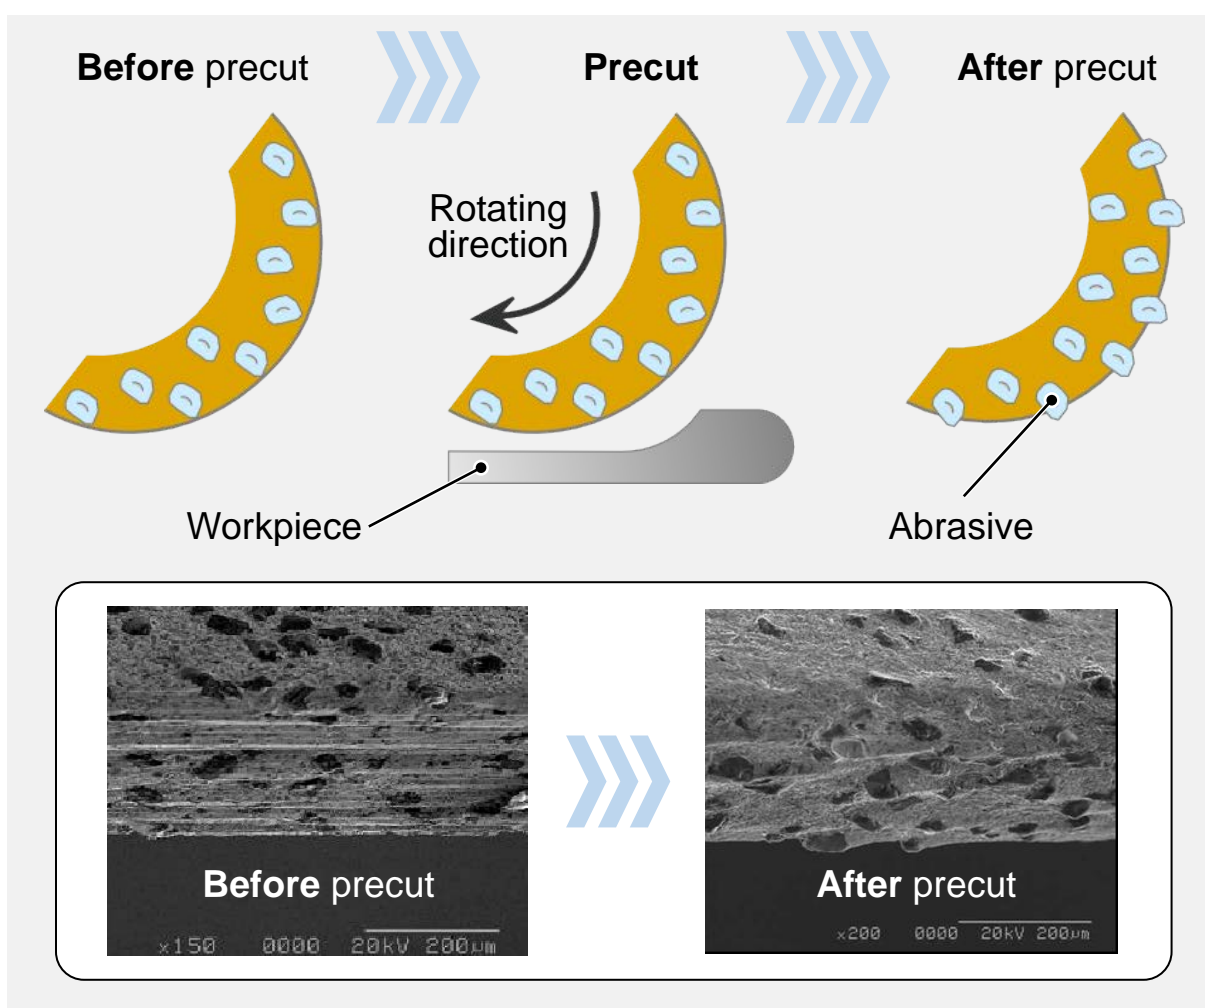 Before precut
Precut
After precut
Rotating
direction
Workpiece
Abrasive
Before precut
×150 0000 20kV 200µm
After precut
×200 0000 20kV 200µm